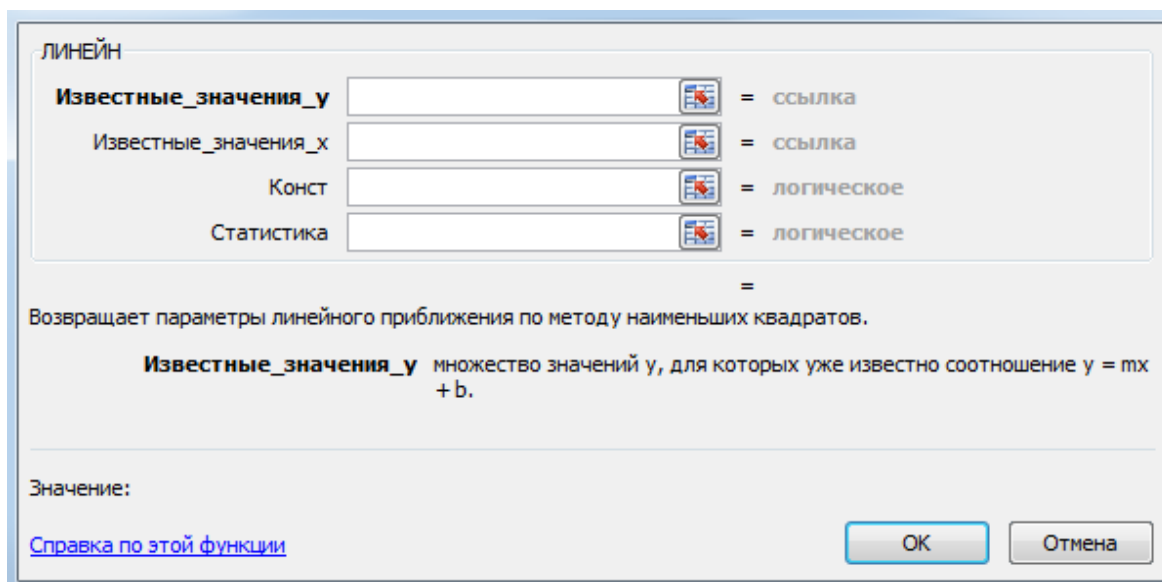 ЛИНЕЙН
Известные_значения_y = ссылка
Известные_значения_x = ссылка
Конст = логическое
Статистика = логическое
=
Возвращает параметры линейного приближения по методу наименьших квадратов.
Известные_значения_y множество значений y, для которых уже известно соотношение y = mx
+ b.
Значение:
Справка по этой функции OK Отмена